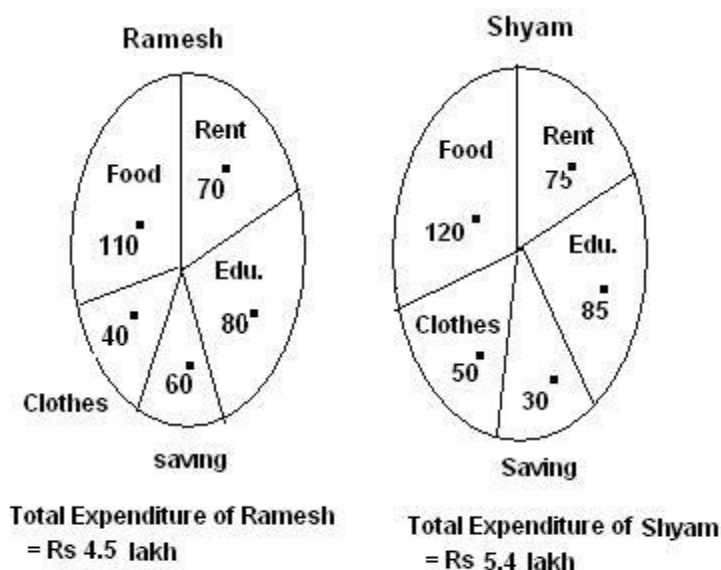 Ramesh
Rent
70▪
Food
110▪
Edu.
80▪
40▪
60▪
Clothes
saving
Total Expenditure of Ramesh
= Rs 4.5 lakh
Shyam
Rent
75▪
Food
120▪
Edu.
85▪
Clothes
50▪
30▪
Saving
Total Expenditure of Shyam
= Rs 5.4 lakh